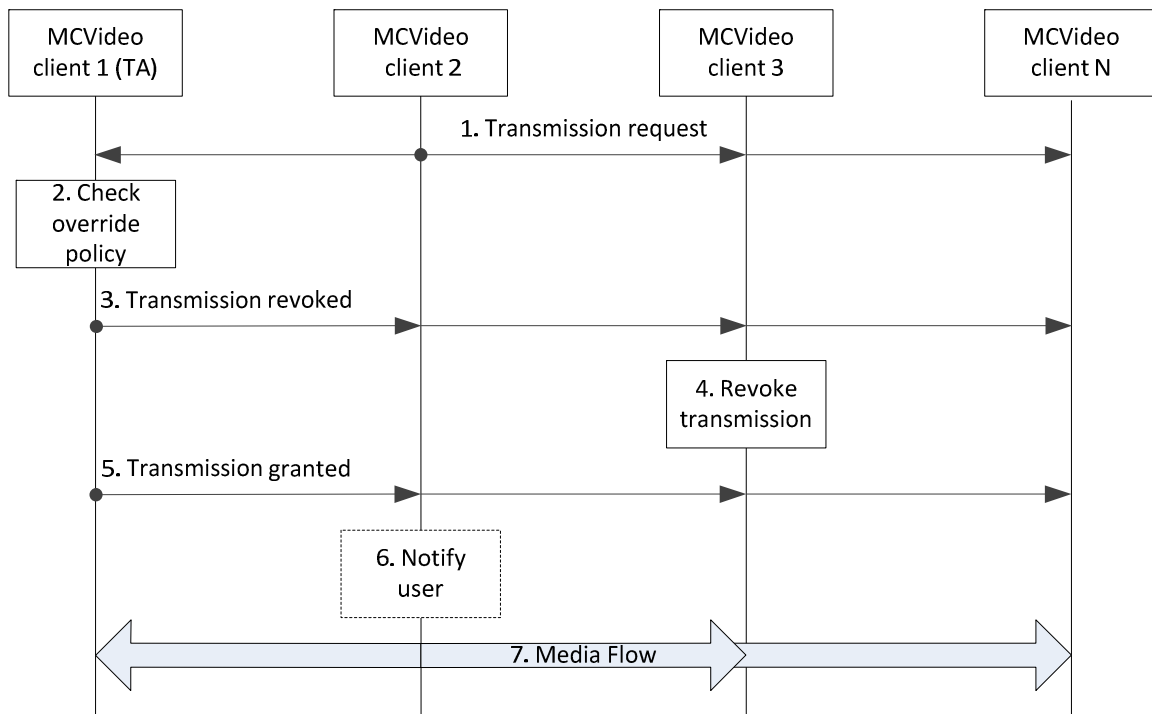 MCVideo
client 1 (TA)
MCVideo
client 2
MCVideo
client 3
MCVideo
client N
1. Transmission request
2. Check
override
policy
3. Transmission revoked
4. Revoke
transmission
5. Transmission granted
6. Notify
user
7. Media Flow